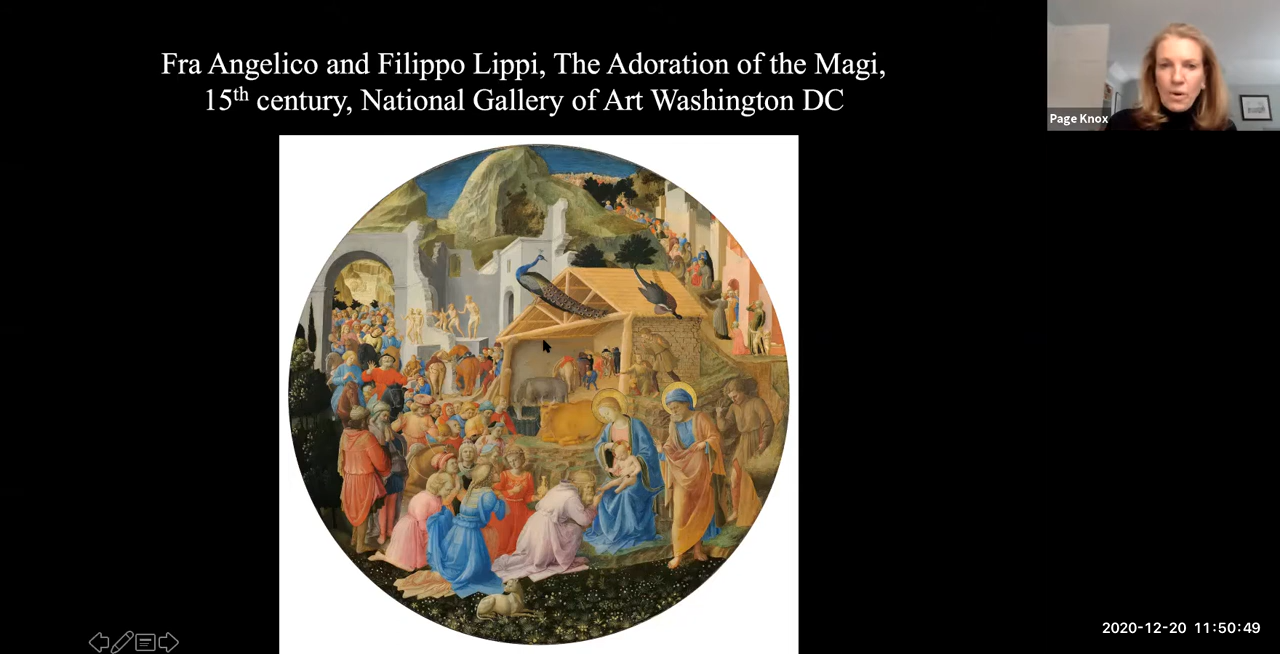 Fra Angelico and Filippo Lippi, The Adoration of the Magi,
15th century, National Gallery of Art Washington DC
Page Knox
2020-12-20 11:50:49